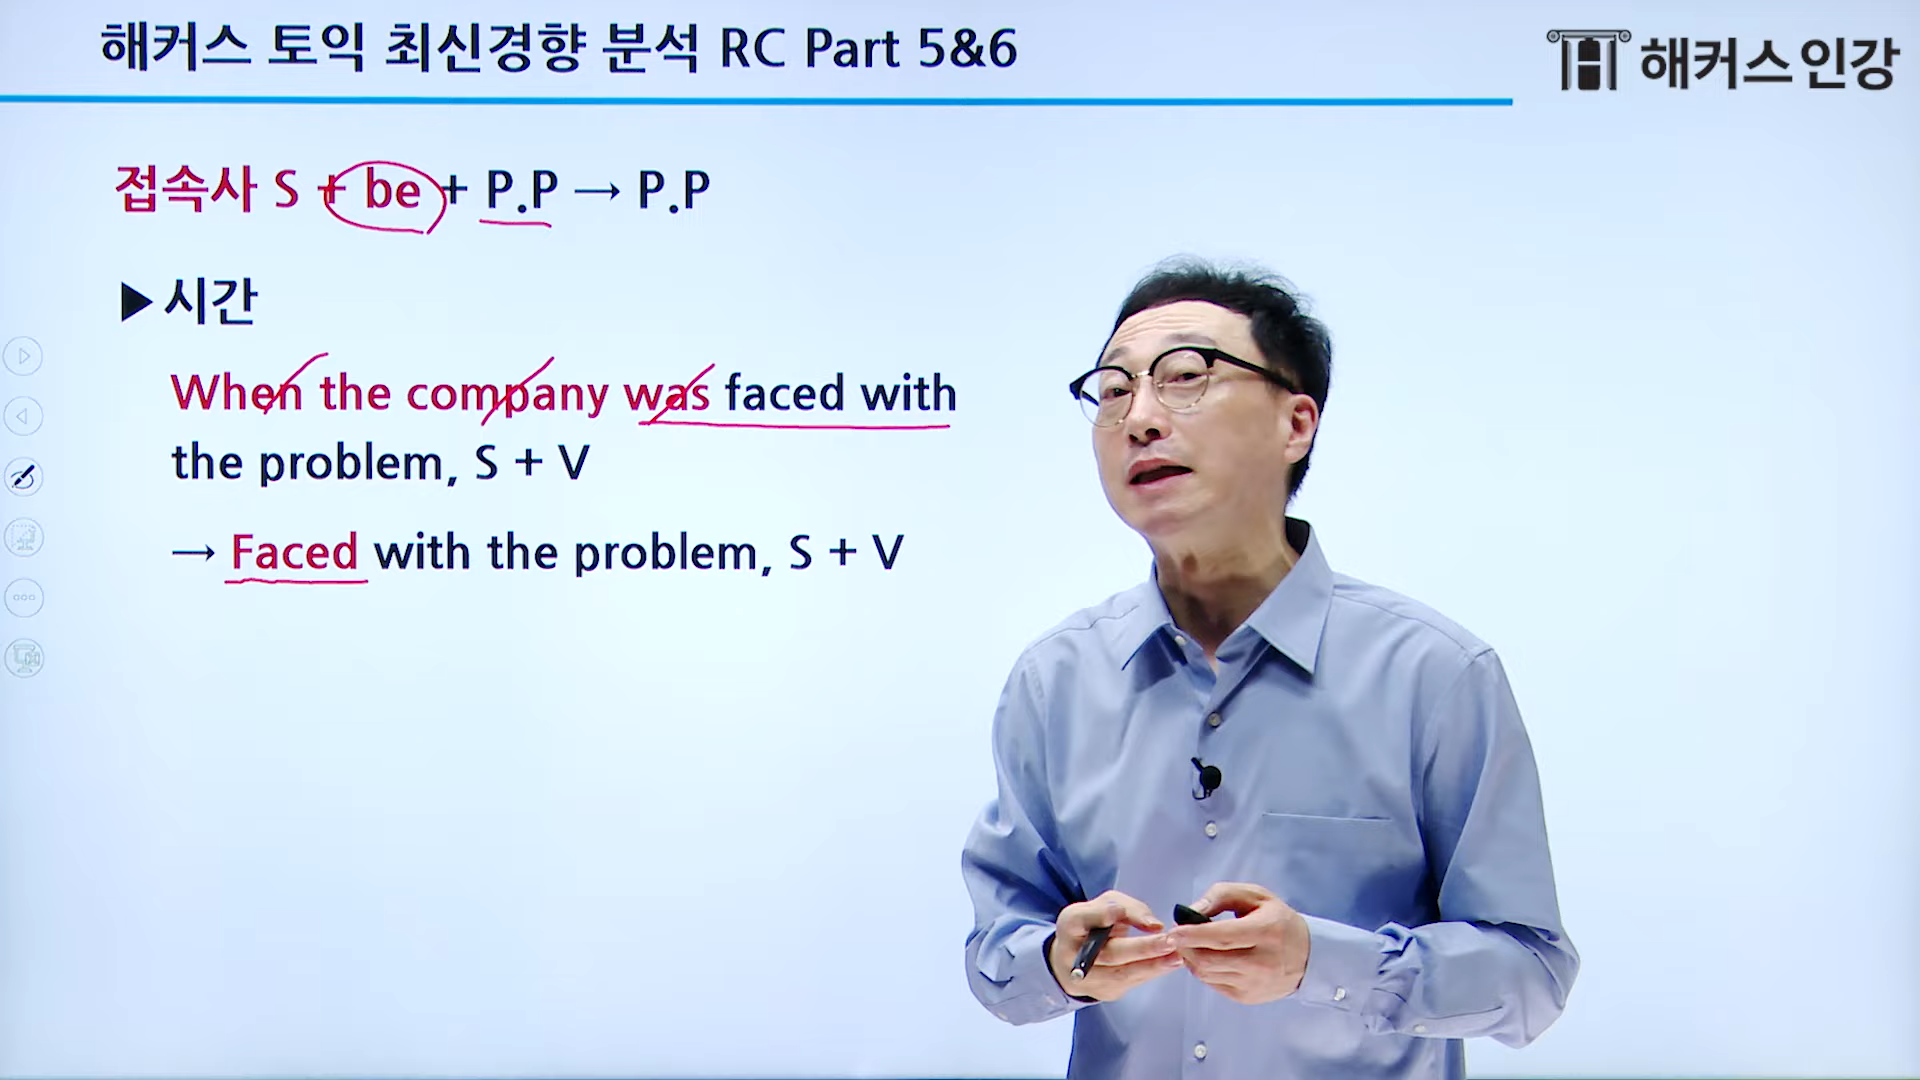 해커스 토익 최신경향 분석 RC Part 5&6
해커스인강
접속사 S + be + P.P → P.P
▶시간
When the company was faced with
the problem, S + V
→ Faced with the problem, S + V